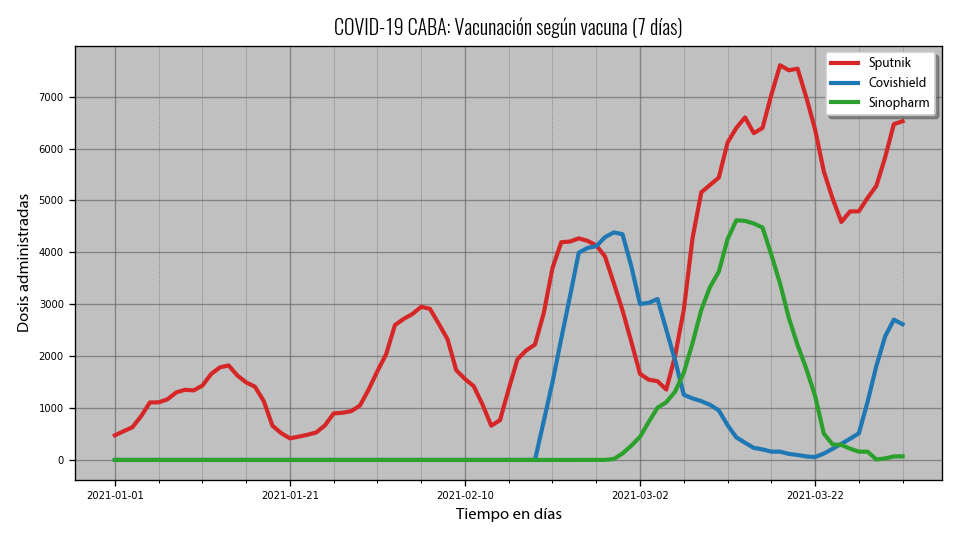 COVID-19 CABA: Vacunación según vacuna (7 días)
Sputnik
Covishield
Sinopharm
Dosis administradas
7000
6000
5000
4000
3000
2000
1000
0
2021-01-01 2021-01-21 2021-02-10 2021-03-02 2021-03-22
Tiempo en días